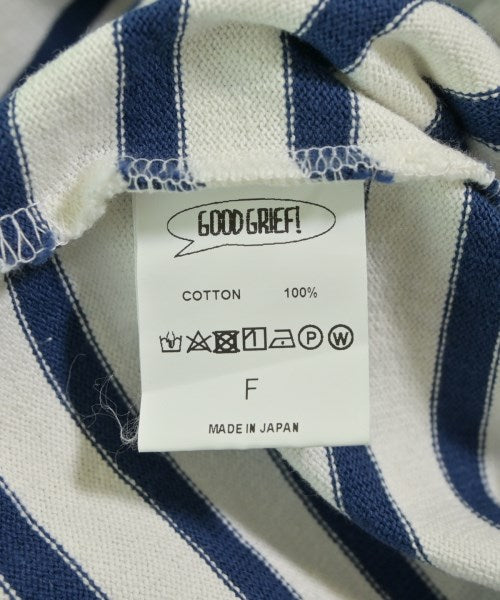 GOOD GRIEF!
COTTON 100%
P W
F
MADE IN JAPAN